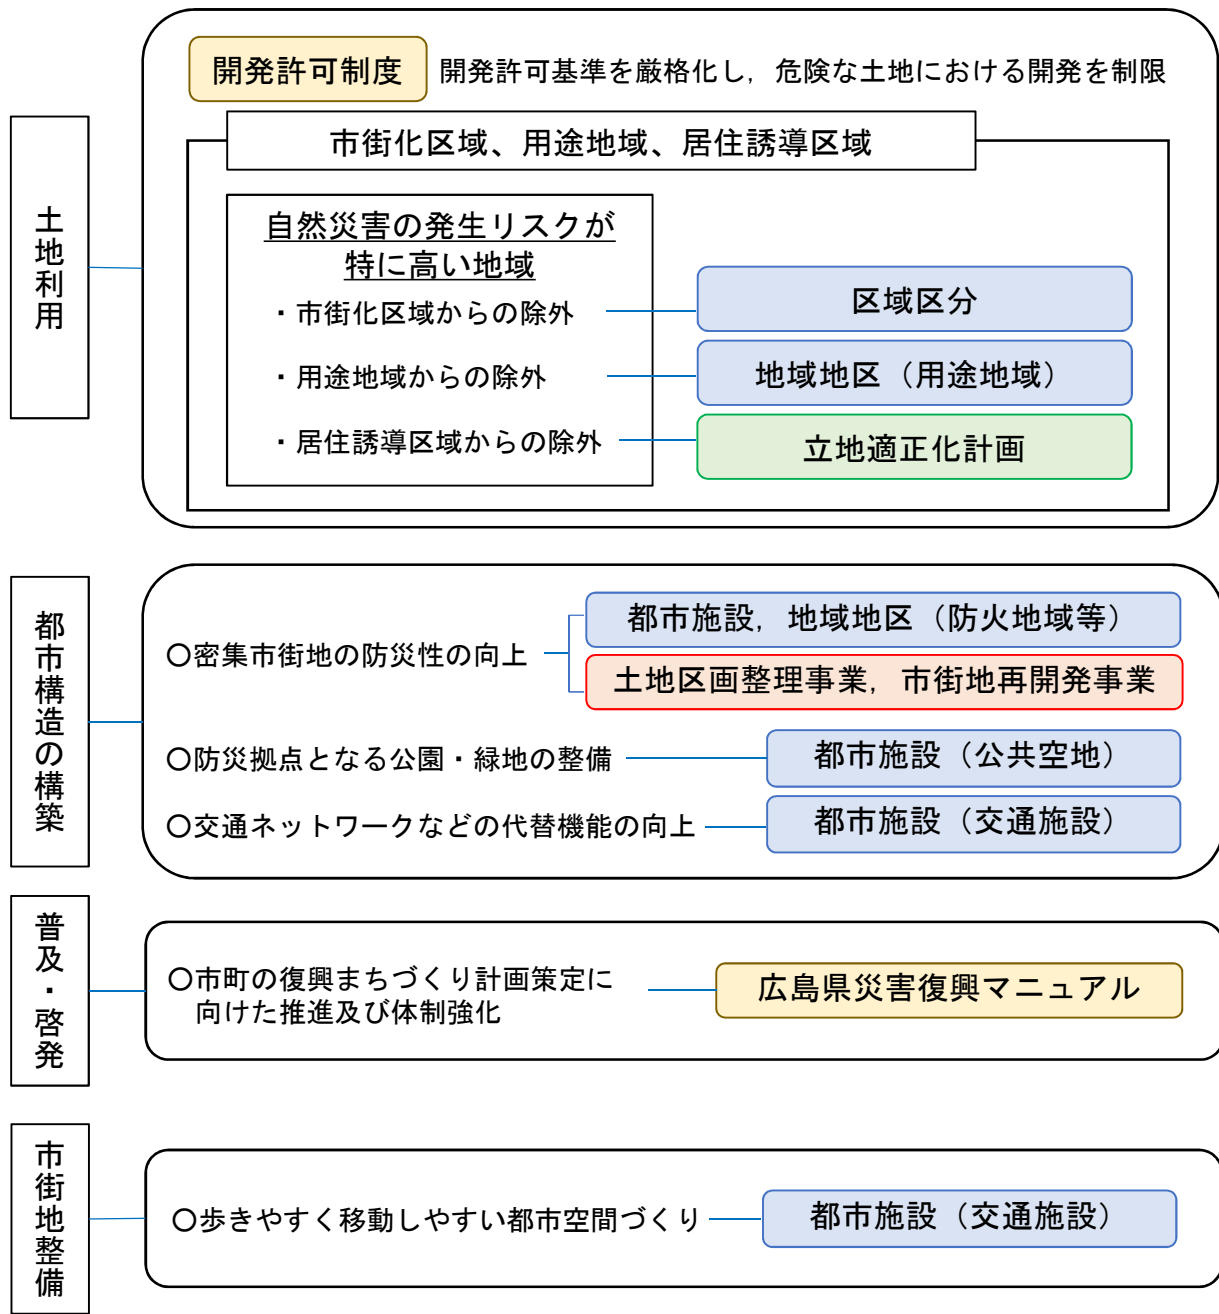 土地利用
開発許可制度
開発許可基準を厳格化し，危険な土地における開発を制限
市街化区域、用途地域、居住誘導区域
自然災害の発生リスクが
特に高い地域
・市街化区域からの除外
区域区分
・用途地域からの除外
地域地区（用途地域）
・居住誘導区域からの除外
立地適正化計画
都市構造の構築
〇密集市街地の防災性の向上
都市施設，地域地区（防火地域等）
土地区画整理事業，市街地再開発事業
〇防災拠点となる公園・緑地の整備
都市施設（公共空地）
〇交通ネットワークなどの代替機能の向上
都市施設（交通施設）
普及・啓発
〇市町の復興まちづくり計画策定に
向けた推進及び体制強化
広島県災害復興マニュアル
市街地整備
〇歩きやすく移動しやすい都市空間づくり
都市施設（交通施設）